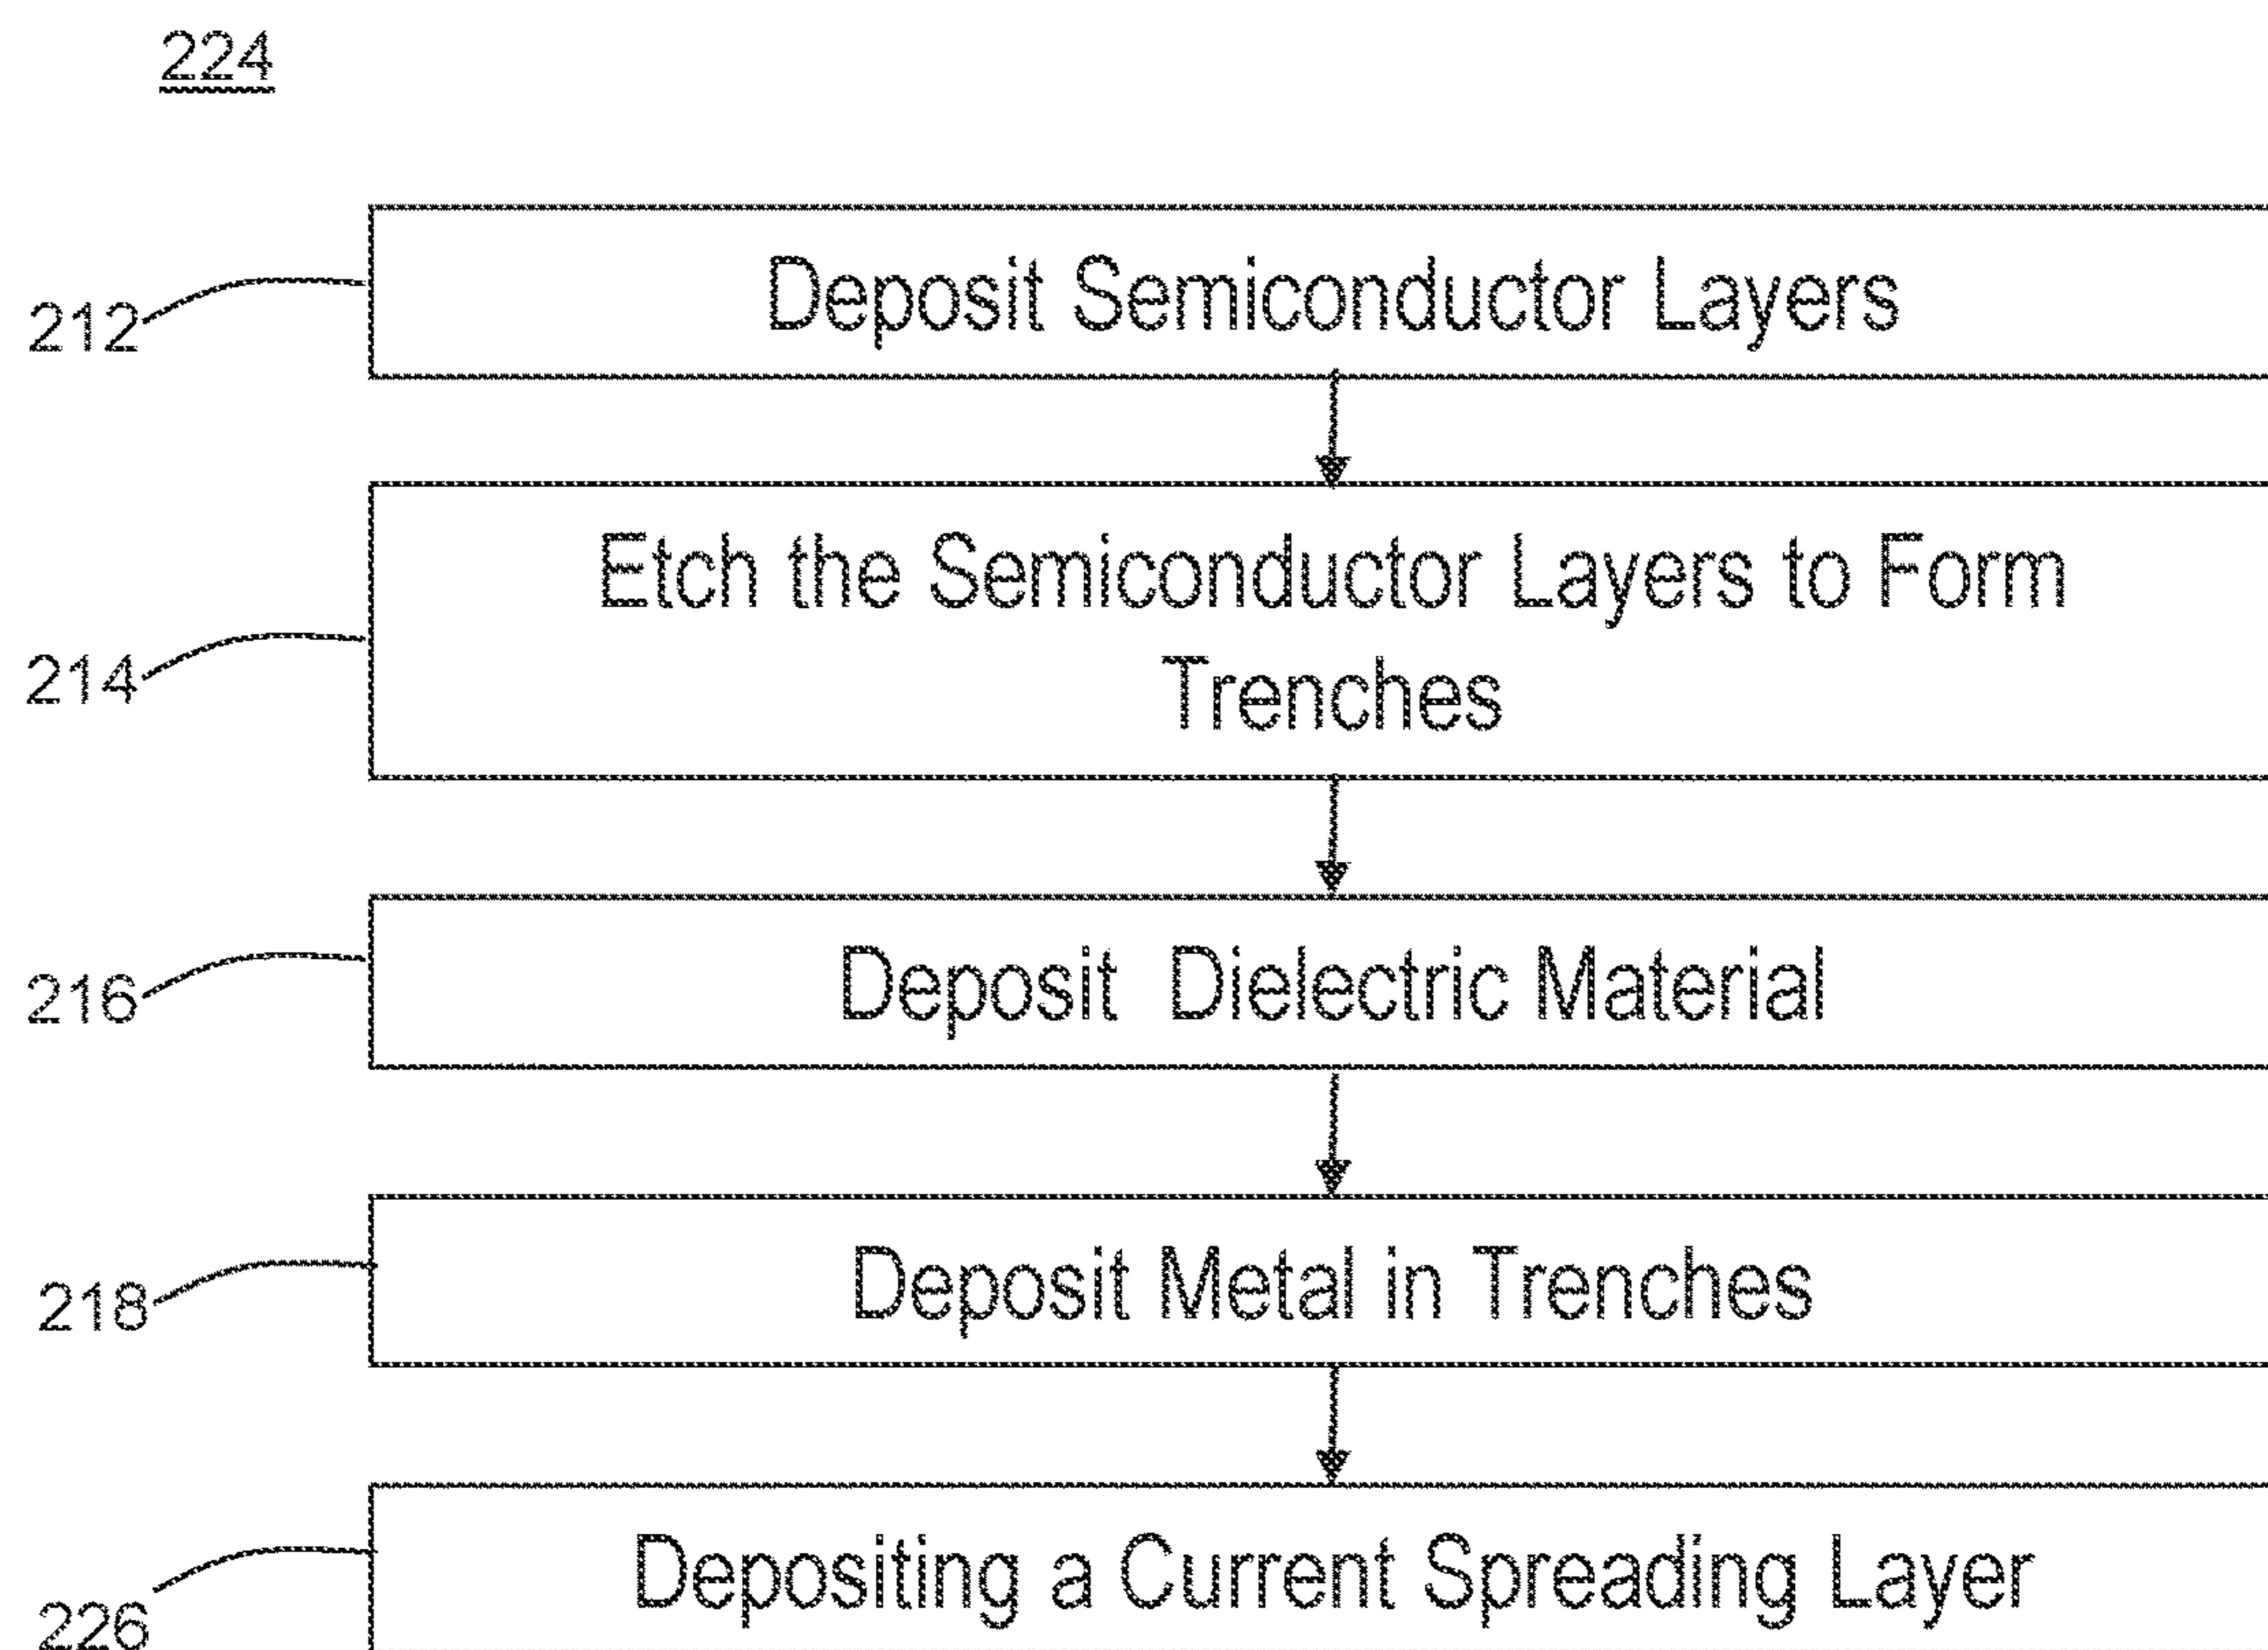 224
212
Deposit Semiconductor Layers
214
Etch the Semiconductor Layers to Form
Trenches
216
Deposit Dielectric Material
218
Deposit Metal in Trenches
226
Depositing a Current Spreading Layer